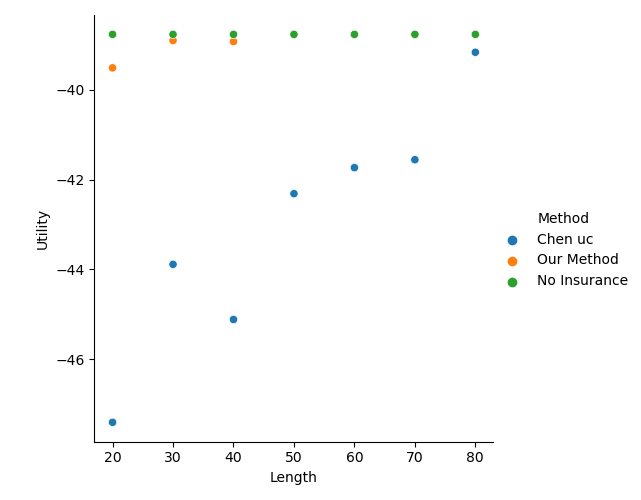 −40
−42
−44
−46
Utility
20 30 40 50 60 70 80
Length
Method
Chen uc
Our Method
No Insurance